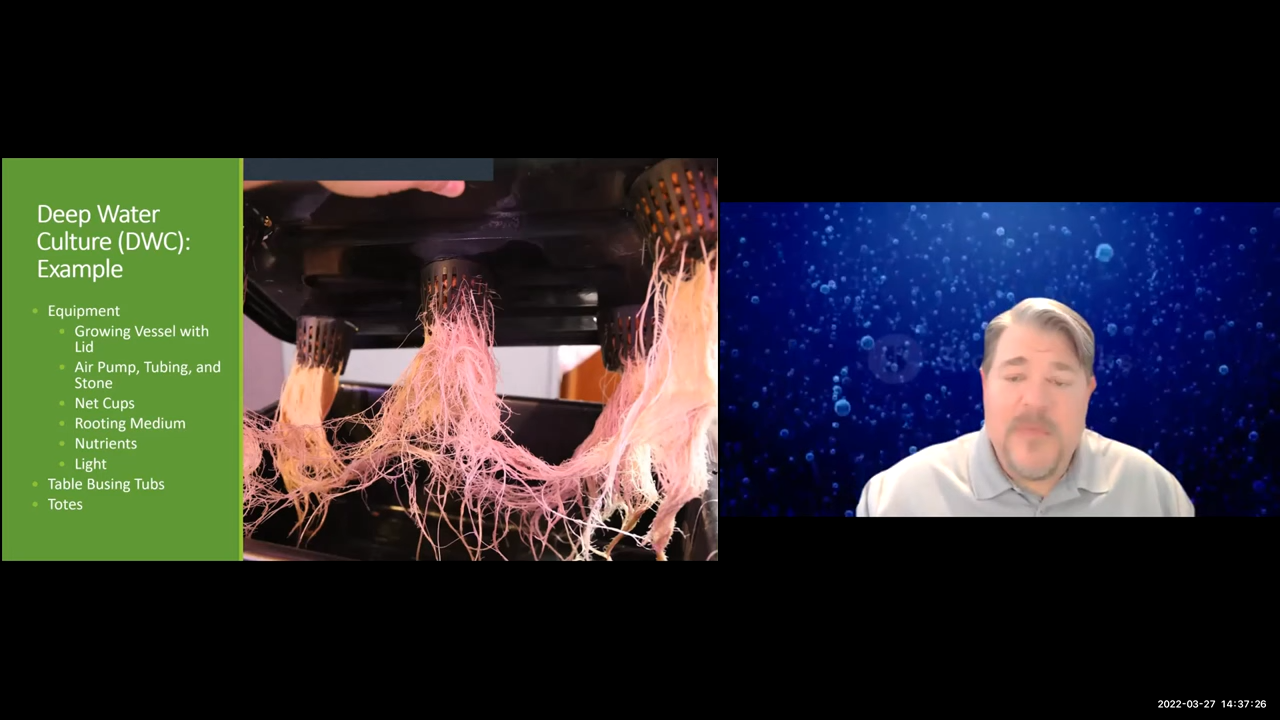 Deep Water
Culture (DWC):
Example
Equipment
Growing Vessel with
Lid
Air Pump, Tubing, and
Stone
Net Cups
Rooting Medium
Nutrients
Light
Table Busing Tubs
Totes
2022-03-27 14:37:26